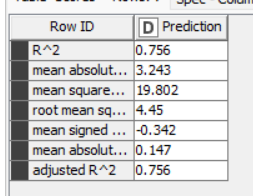 Row ID D Prediction
R^2 0.756
mean absolut... 3.243
mean square... 19.802
root mean sq... 4.45
mean signed ... -0.342
mean absolut... 0.147
adjusted R^2 0.756